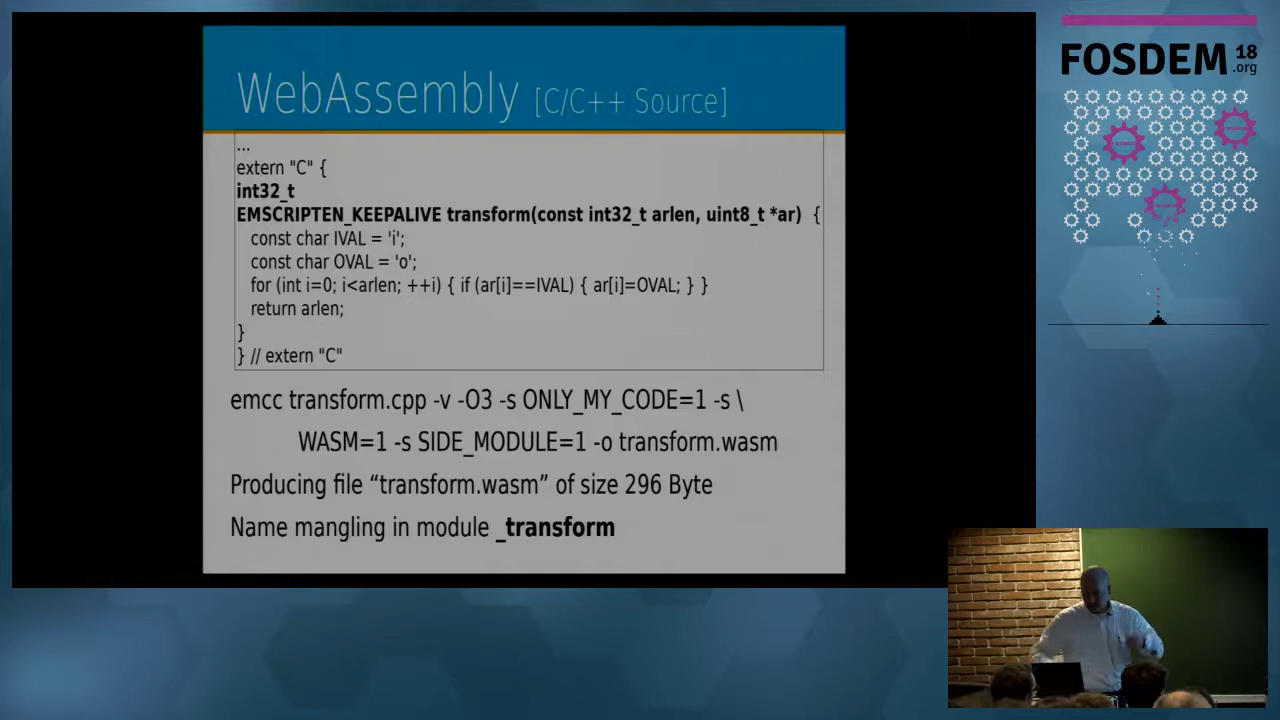 WebAssembly [C/C++ Source]
...
extern "C" {
int32_t
EMSCRIPTEN_KEEPALIVE transform(const int32_t arlen, uint8_t *ar) {
const char IVAL = 'i';
const char OVAL = 'o';
for (int i=0; i<arlen; ++i) { if (ar[i]==IVAL) { ar[i]=OVAL; } }
return arlen;
}
} // extern "C"
emcc transform.cpp -v -O3 -s ONLY_MY_CODE=1 -s \
WASM=1 -s SIDE_MODULE=1 -o transform.wasm
Producing file “transform.wasm” of size 296 Byte
Name mangling in module _transform
FOSDEM 18
.org